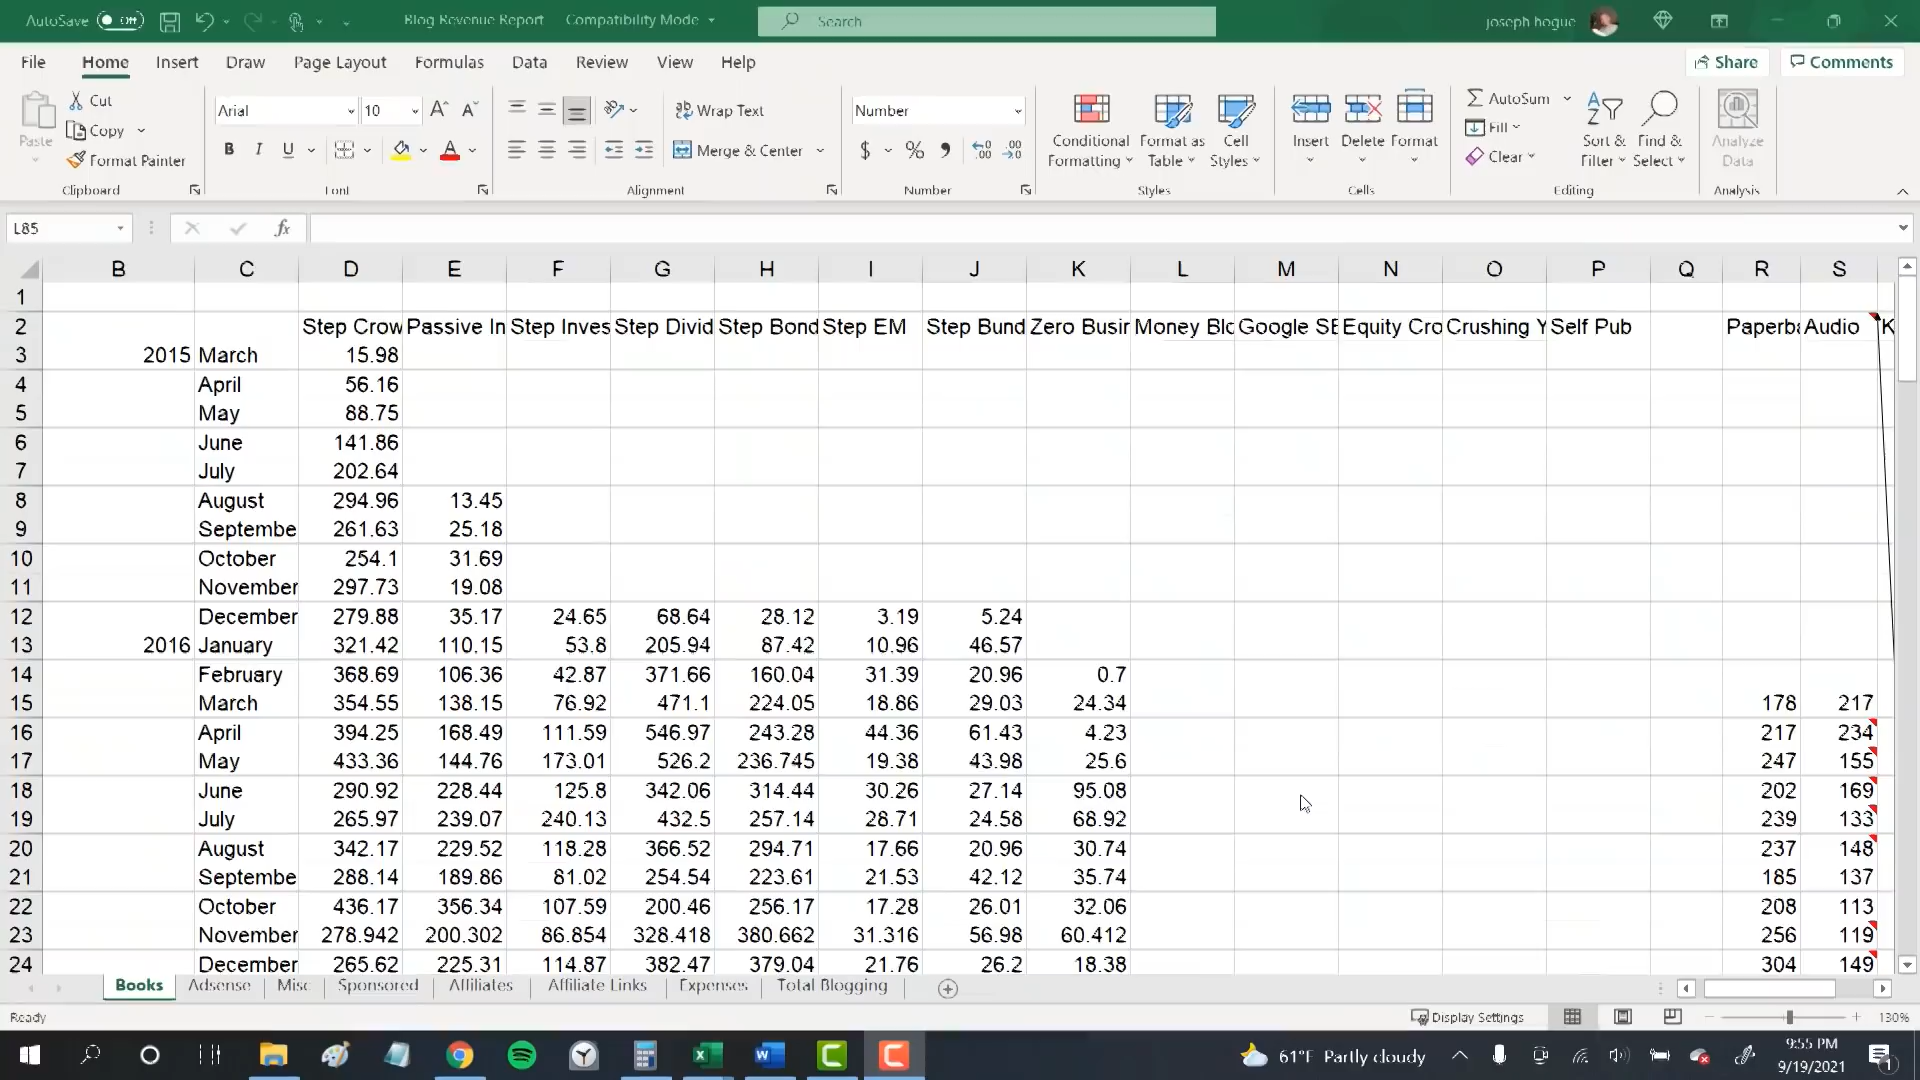 AutoSave Off Blog Revenue Report Compatibility Mode Search joseph hogue
File Home Insert Draw Page Layout Formulas Data Review View Help Share Comments
Paste Cut Copy Format Painter Clipboard
Arial 10 B I U Font
Wrap Text Merge & Center Alignment
Number $ % Number
Conditional Formatting Format as Table Cell Styles Styles
Insert Delete Format Cells
AutoSum Fill Clear Sort & Filter Find & Select Editing
Analyze Data Analysis
L85 fx
B C D E F G H I J K L M N O P Q R S
1
2 Step Crow Passive In Step Inves Step Divid Step Bond Step EM Step Bund Zero Busir Money Blo Google SE Equity Cro Crushing Y Self Pub Paperba Audio K
3 2015 March 15.98
4 April 56.16
5 May 88.75
6 June 141.86
7 July 202.64
8 August 294.96 13.45
9 Septembe 261.63 25.18
10 October 254.1 31.69
11 November 297.73 19.08
12 December 279.88 35.17 24.65 68.64 28.12 3.19 5.24
13 2016 January 321.42 110.15 53.8 205.94 87.42 10.96 46.57
14 February 368.69 106.36 42.87 371.66 160.04 31.39 20.96 0.7
15 March 354.55 138.15 76.92 471.1 224.05 18.86 29.03 24.34 178 217
16 April 394.25 168.49 111.59 546.97 243.28 44.36 61.43 4.23 217 234
17 May 433.36 144.76 173.01 526.2 236.745 19.38 43.98 25.6 247 155
18 June 290.92 228.44 125.8 342.06 314.44 30.26 27.14 95.08 202 169
19 July 265.97 239.07 240.13 432.5 257.14 28.71 24.58 68.92 239 133
20 August 342.17 229.52 118.28 366.52 294.71 17.66 20.96 30.74 237 148
21 Septembe 288.14 189.86 81.02 254.54 223.61 21.53 42.12 35.74 185 137
22 October 436.17 356.34 107.59 200.46 256.17 17.28 26.01 32.06 208 113
23 November 278.942 200.302 86.854 328.418 380.662 31.316 56.98 60.412 256 119
24 December 265.62 225.31 114.87 382.47 379.04 21.76 26.2 18.38 304 149
Books Adsense Misc Sponsored Affiliates Affiliate Links Expenses Total Blogging
Ready Display Settings 130%
61°F Partly cloudy 9:55 PM
9/19/2021 1